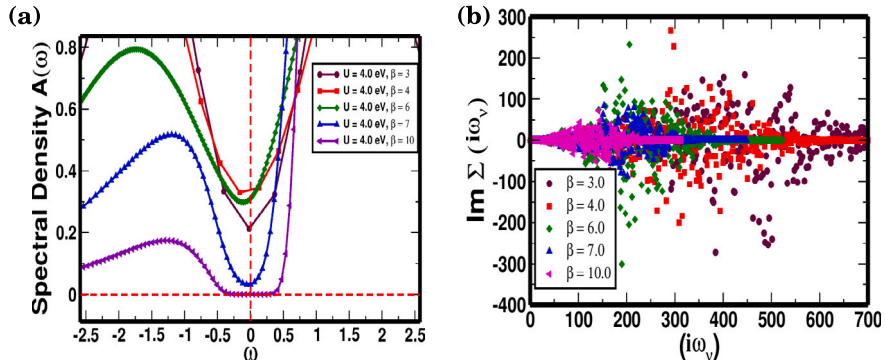 (a)
Spectral Density A(ω)
0.8
0.6
0.4
0.2
0
U = 4.0 eV, β = 3
U = 4.0 eV, β = 4
U = 4.0 eV, β = 6
U = 4.0 eV, β = 7
U = 4.0 eV, β = 10
-2.5 -2 -1.5 -1 -0.5 0 0.5 1 1.5 2 2.5
ω
(b)
Im Σ (iω_ν)
300
200
100
0
-100
-200
-300
-400
β = 3.0
β = 4.0
β = 6.0
β = 7.0
β = 10.0
0 100 200 300 400 500 600 700
(iω_ν)